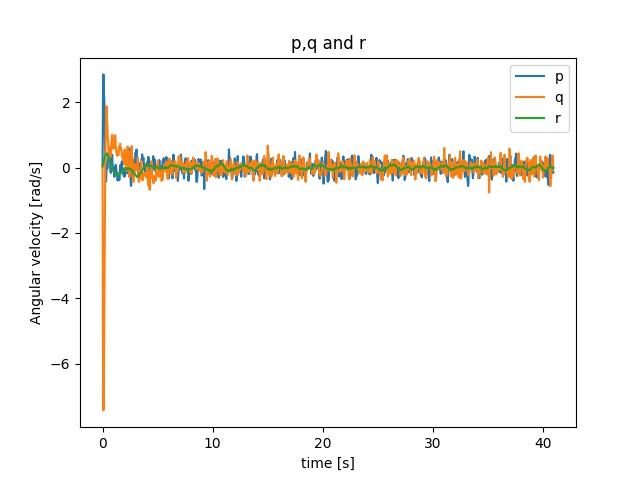 p,q and r
p
q
r
2
0
−2
−4
−6
Angular velocity [rad/s]
0 10 20 30 40
time [s]